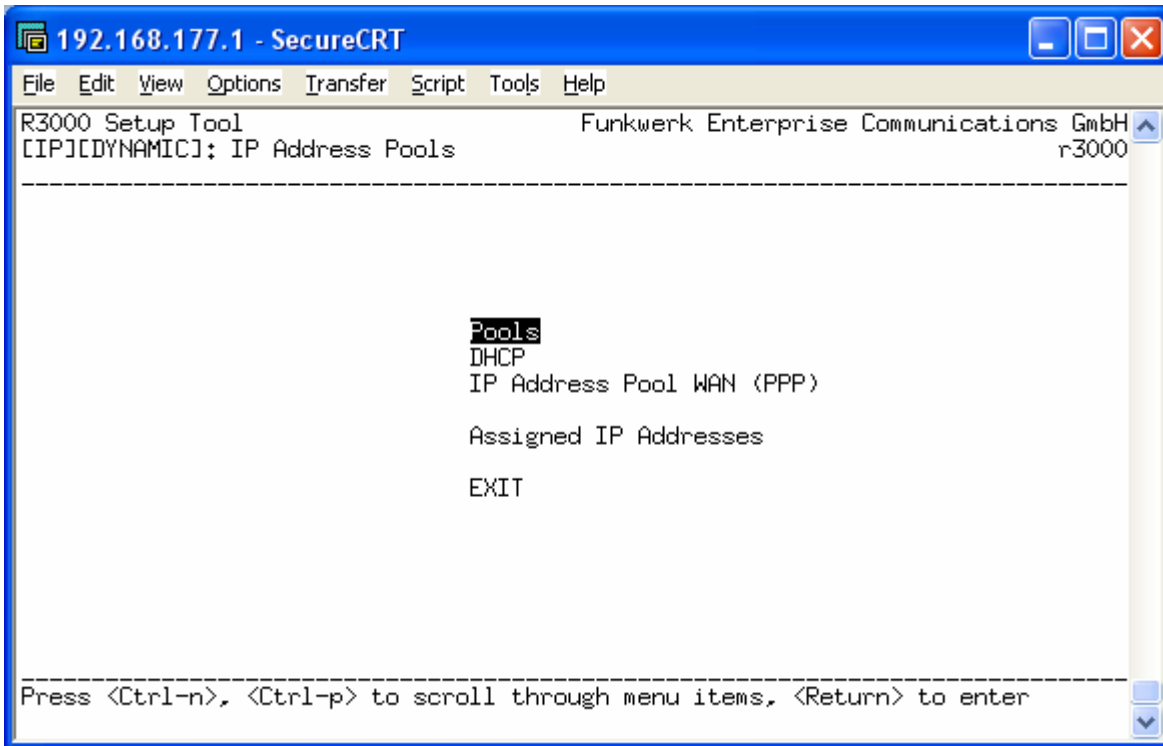 192.168.177.1 - SecureCRT
File Edit View Options Transfer Script Tools Help
R3000 Setup Tool Funkwerk Enterprise Communications GmbH
[IP][DYNAMIC]: IP Address Pools r3000
Pools
DHCP
IP Address Pool WAN (PPP)
Assigned IP Addresses
EXIT
Press <Ctrl-n>, <Ctrl-p> to scroll through menu items, <Return> to enter